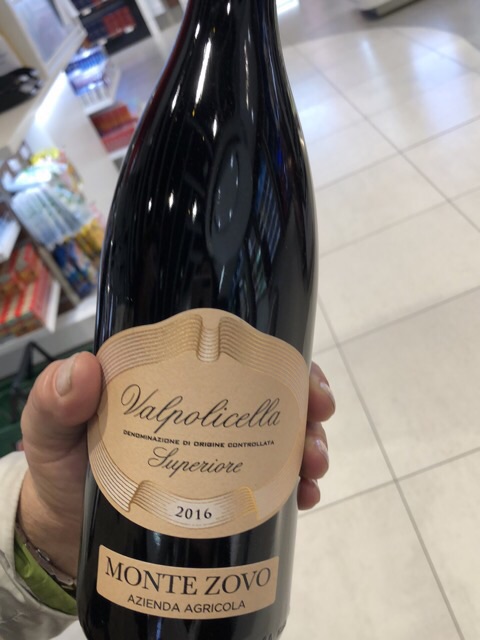 Valpolicella
DENOMINAZIONE DI ORIGINE CONTROLLATA
Superiore
2016
MONTE ZOVO
AZIENDA AGRICOLA